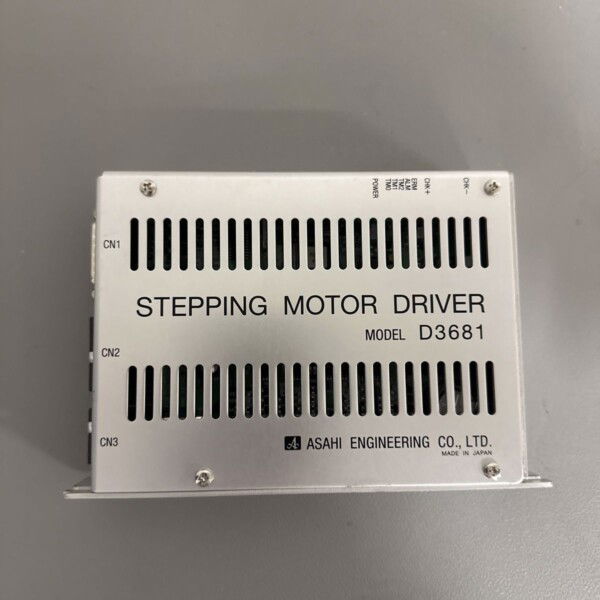 POWER
TM0
TM1
TM2
ALM
ERM
CHK+
CHK-
CN1
STEPPING MOTOR DRIVER
MODEL D3681
CN2
CN3
A ASAHI ENGINEERING CO., LTD.
MADE IN JAPAN